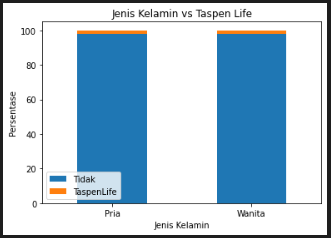 Jenis Kelamin vs Taspen Life
Persentase
100
80
60
40
20
0
Tidak
TaspenLife
Pria
Wanita
Jenis Kelamin